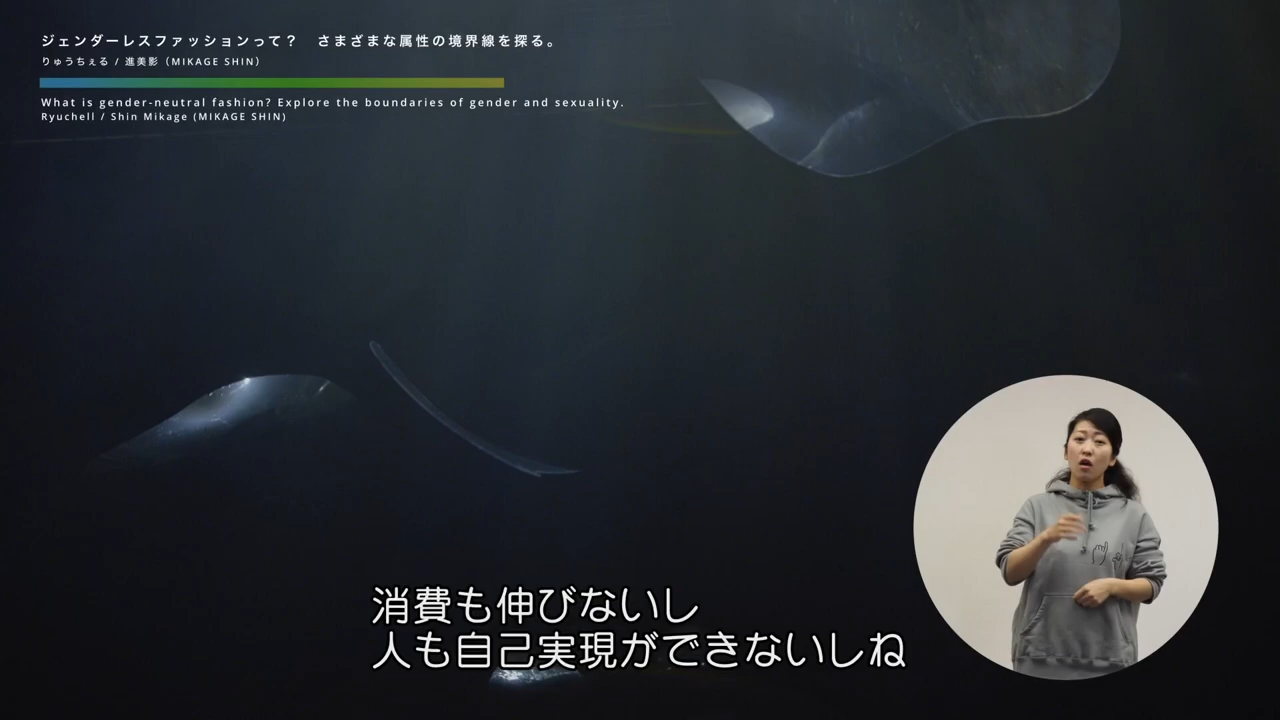 ジェンダーレスファッションって？　さまざまな属性の境界線を探る。
りゅうちぇる / 進美影（MIKAGE SHIN）
What is gender-neutral fashion? Explore the boundaries of gender and sexuality.
Ryuchell / Shin Mikage (MIKAGE SHIN)
消費も伸びないし
人も自己実現ができないしね